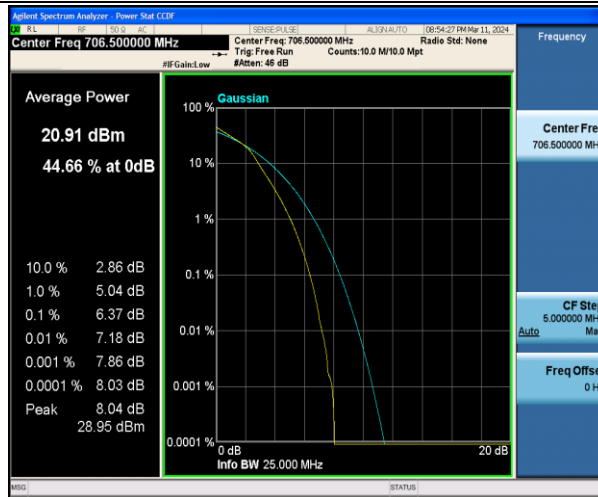 Agilent Spectrum Analyzer - Power Stat CCDF
RL RF 50 Ω AC SENSE:PULSE ALIGNAUTO 08:54:27 PM Mar 11, 2024
Center Freq 706.500000 MHz
Center Freq: 706.500000 MHz Radio Std: None
Trig: Free Run Counts:10.0 M/10.0 Mpt
#IFGain:Low #Atten: 46 dB
Frequency
Average Power
20.91 dBm
44.66 % at 0dB
10.0 % 2.86 dB
1.0 % 5.04 dB
0.1 % 6.37 dB
0.01 % 7.18 dB
0.001 % 7.86 dB
0.0001 % 8.03 dB
Peak 8.04 dB
28.95 dBm
Gaussian
100 %
10 %
1 %
0.1 %
0.01 %
0.001 %
0.0001 %
0 dB 20 dB
Info BW 25.000 MHz
Center Fre
706.500000 MH
CF Ste
5.000000 MH
Auto Ma
Freq Offse
0 H
MSG STATUS